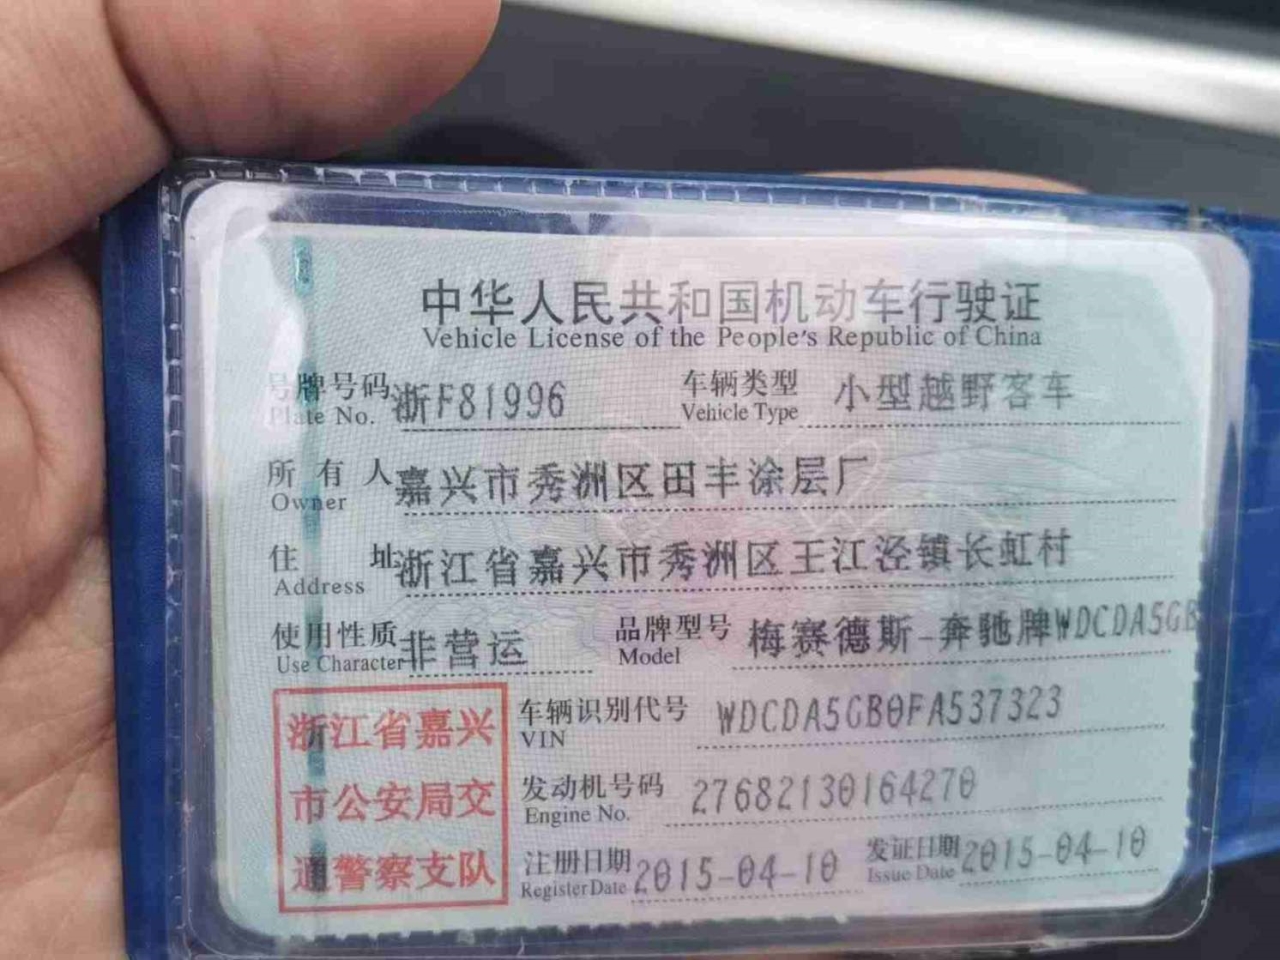 中华人民共和国机动车行驶证
Vehicle License of the People's Republic of China
号牌号码 浙F81996 车辆类型 小型越野客车
Plate No. Vehicle Type
所有人 嘉兴市秀洲区田丰涂层厂
Owner
住址 浙江省嘉兴市秀洲区王江泾镇长虹村
Address
使用性质 非营运 品牌型号 梅赛德斯-奔驰牌WDCDA5GB
Use Character Model
浙江省嘉兴
市公安局交
通警察支队
车辆识别代号 WDCDA5GB0FA537323
VIN
发动机号码 27682130164270
Engine No.
注册日期 2015-04-10 发证日期 2015-04-10
Register Date Issue Date